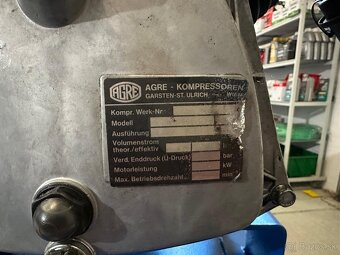 AGRE
AGRE - KOMPRESSOREN
GARSTEN-ST. ULRICH
Kompr. Werk-Nr.
Modell
Ausführung
Volumenstrom
theor./effektiv
Verd. Enddruck (Ü-Druck) bar
Motorleistung kW
Max. Betriebsdrehzahl min